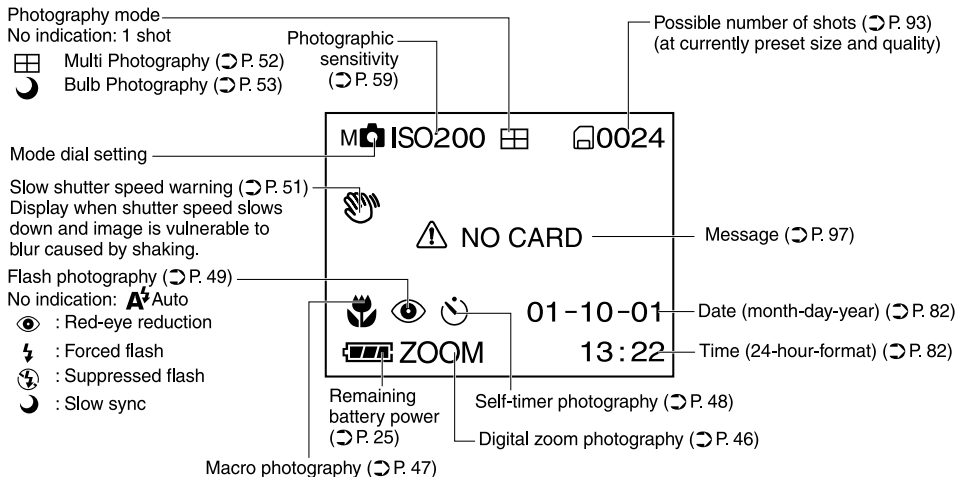 Photography mode
No indication: 1 shot
Multi Photography (➲ P. 52)
Bulb Photography (➲ P. 53)
Photographic
sensitivity
(➲ P. 59)
Possible number of shots (➲ P. 93)
(at currently preset size and quality)
Mode dial setting
Slow shutter speed warning (➲ P. 51)
Display when shutter speed slows
down and image is vulnerable to
blur caused by shaking.
Flash photography (➲ P. 49)
No indication: A Auto
: Red-eye reduction
: Forced flash
: Suppressed flash
: Slow sync
M ISO200 0024
NO CARD
01-10-01
ZOOM 13:22
Message (➲ P. 97)
Date (month-day-year) (➲ P. 82)
Time (24-hour-format) (➲ P. 82)
Remaining
battery power
(➲ P. 25)
Self-timer photography (➲ P. 48)
Digital zoom photography (➲ P. 46)
Macro photography (➲ P. 47)